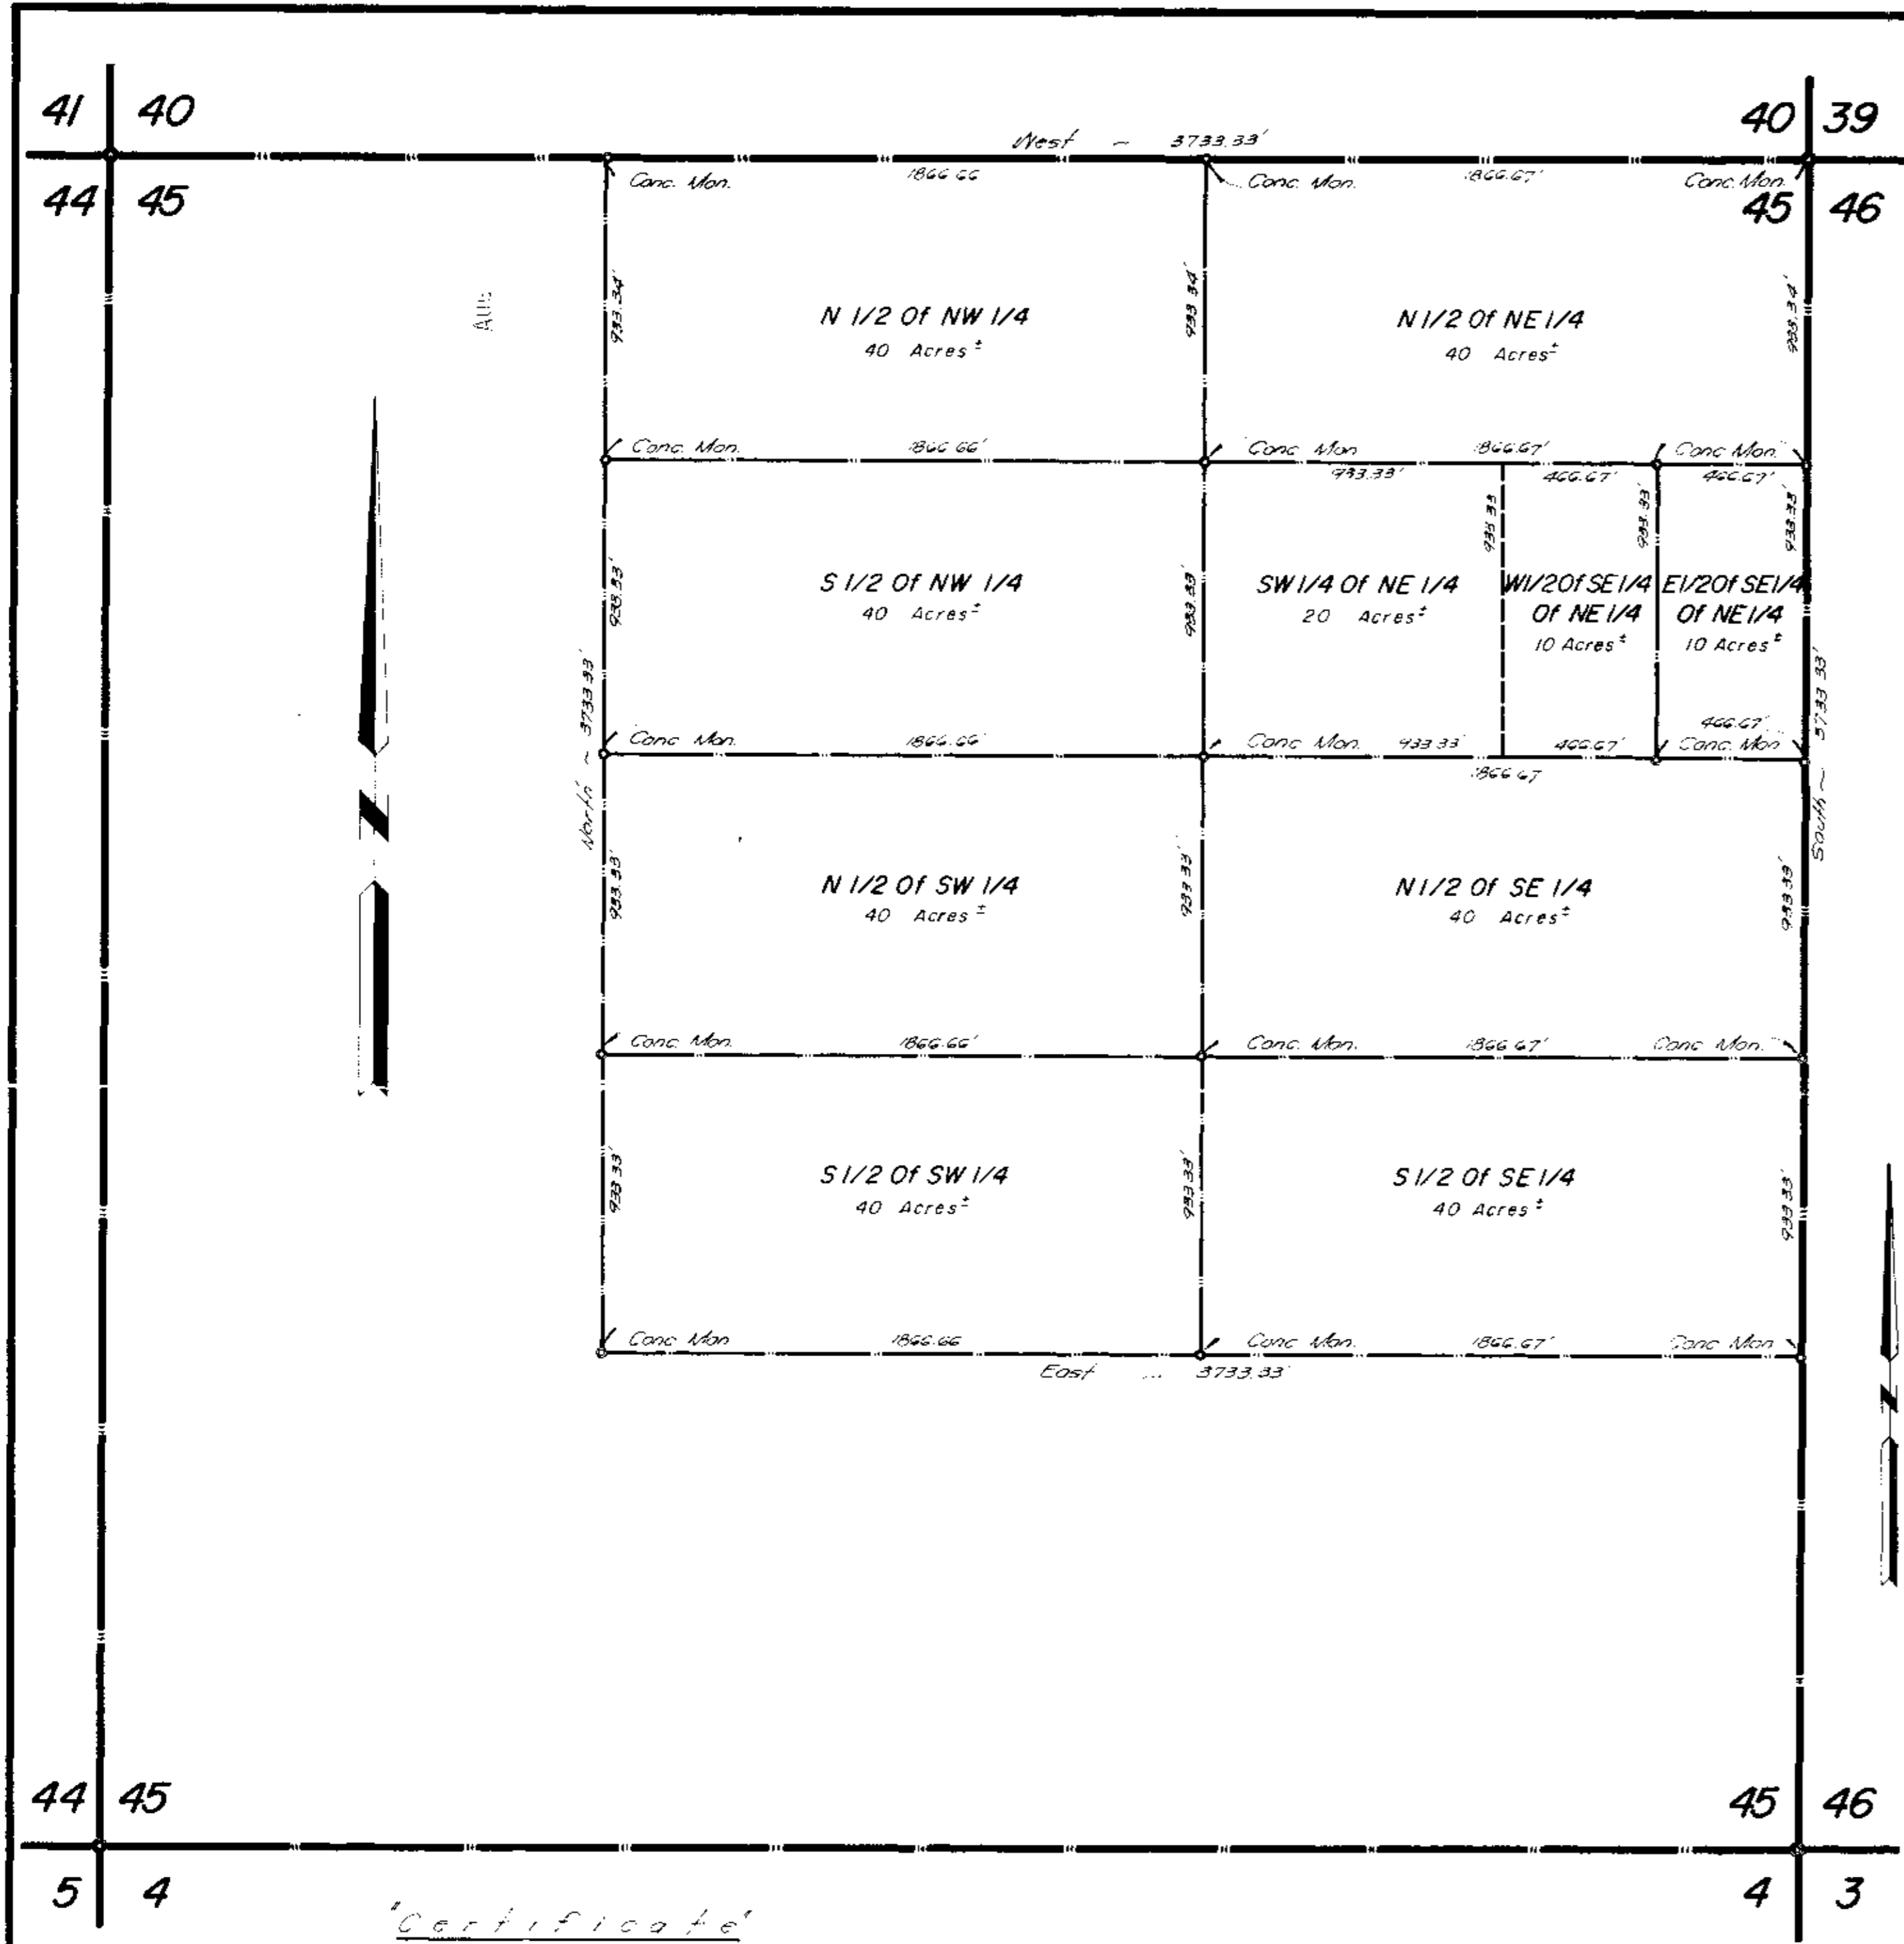 41 40
40 39
West - 3733.33'
Conc. Mon. 1866.66 Conc. Mon. 1866.67' Conc. Mon.
44 45
45 46
933.34'
933 34'
933.34'
N 1/2 Of NW 1/4
40 Acres±
N 1/2 Of NE 1/4
40 Acres±
Conc. Mon. 1866 66' Conc Mon 1866.67' Conc Mon.
933.33' 466.67' 466.67'
933.33'
933.33'
933 33
933.33'
933.33'
S 1/2 Of NW 1/4
40 Acres±
SW 1/4 Of NE 1/4
20 Acres±
W1/2 Of SE 1/4
Of NE 1/4
10 Acres±
E1/2 Of SE 1/4
Of NE 1/4
10 Acres±
North ~ 3733 33'
South ~ 3733 33'
466.67'
Conc Mon. 1866.66' Conc Mon. 933 33' 466.67' Conc. Mon
1866 67
N
933.33'
933 33'
933 33'
N 1/2 Of SW 1/4
40 Acres±
N 1/2 Of SE 1/4
40 Acres±
Conc. Mon. 1866.66' Conc. Mon. 1866 67' Conc Mon.
933 33'
933 33'
933 33'
S 1/2 Of SW 1/4
40 Acres±
S 1/2 Of SE 1/4
40 Acres±
Conc Mon 1866.66 Conc. Mon. 1866.67' Conc Mon
East ... 3733.33'
N
44 45
45 46
5 4
4 3
"Certificate"